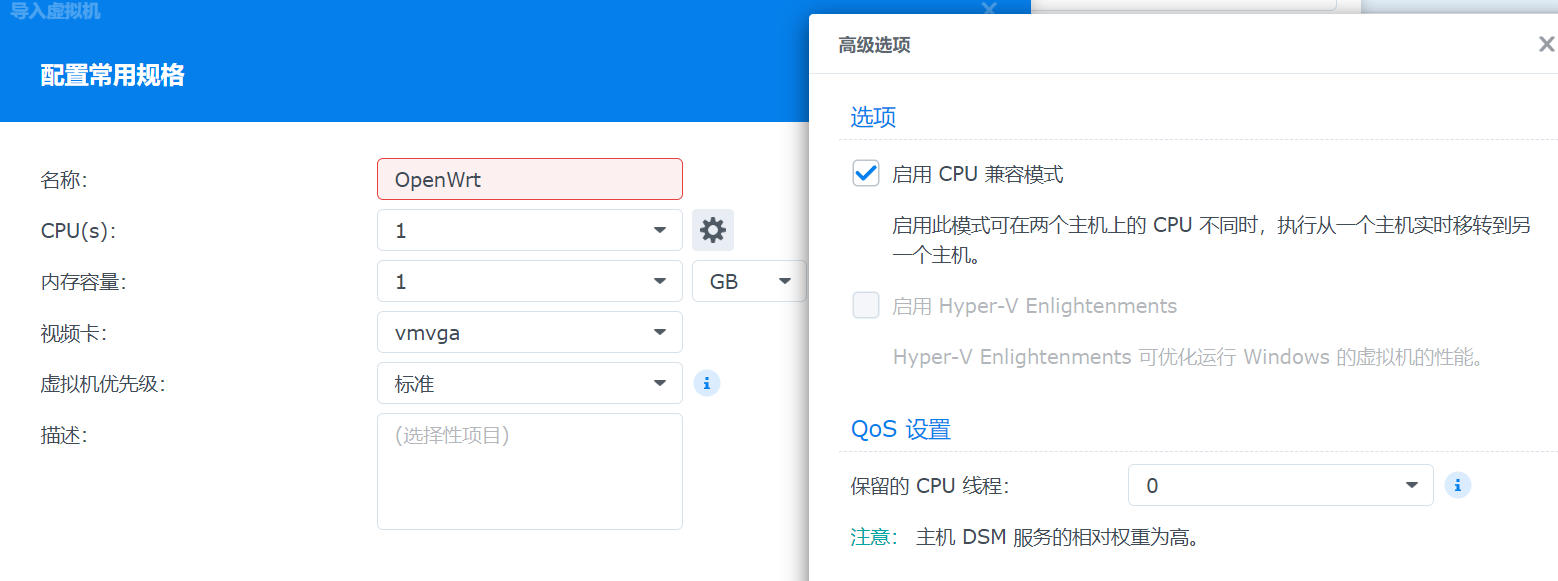 导入虚拟机
配置常用规格
名称：
OpenWrt
CPU(s)：
1
内存容量：
1
GB
视频卡：
vmvga
虚拟机优先级：
标准
描述：
(选择性项目)
高级选项
选项
启用 CPU 兼容模式
启用此模式可在两个主机上的 CPU 不同时，执行从一个主机实时移转到另
一个主机。
启用 Hyper-V Enlightenments
Hyper-V Enlightenments 可优化运行 Windows 的虚拟机的性能。
QoS 设置
保留的 CPU 线程：
0
注意： 主机 DSM 服务的相对权重为高。